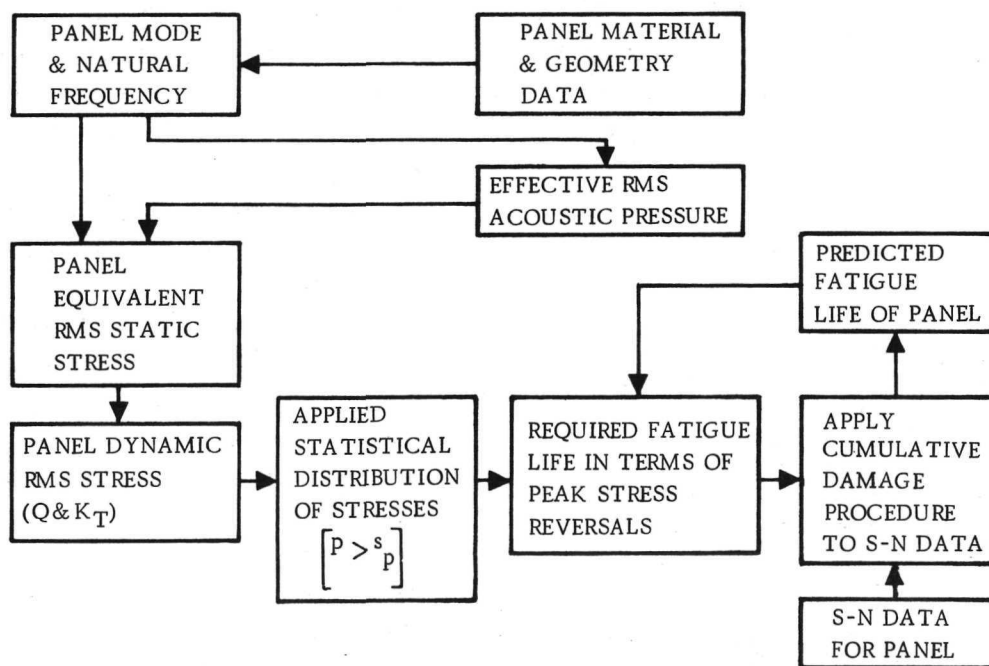 PANEL MODE
& NATURAL
FREQUENCY
PANEL MATERIAL
& GEOMETRY
DATA
EFFECTIVE RMS
ACOUSTIC PRESSURE
PANEL
EQUIVALENT
RMS STATIC
STRESS
PREDICTED
FATIGUE
LIFE OF PANEL
PANEL DYNAMIC
RMS STRESS
(Q&K_T)
APPLIED
STATISTICAL
DISTRIBUTION
OF STRESSES
[p > s_p]
REQUIRED FATIGUE
LIFE IN TERMS OF
PEAK STRESS
REVERSALS
APPLY
CUMULATIVE
DAMAGE
PROCEDURE
TO S-N DATA
S-N DATA
FOR PANEL